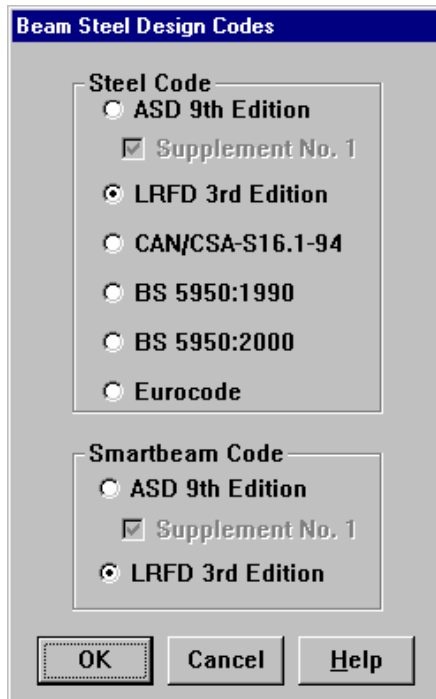 Beam Steel Design Codes
Steel Code
ASD 9th Edition
Supplement No. 1
LRFD 3rd Edition
CAN/CSA-S16.1-94
BS 5950:1990
BS 5950:2000
Eurocode
Smartbeam Code
ASD 9th Edition
Supplement No. 1
LRFD 3rd Edition
OK Cancel Help